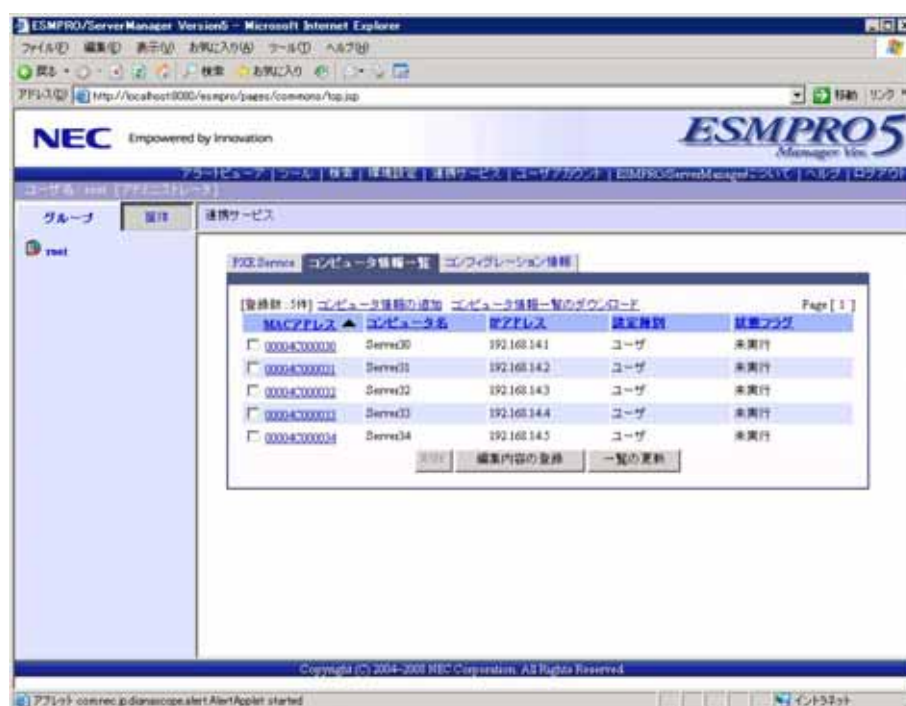 ESMPRO/ServerManager Version5 - Microsoft Internet Explorer
ファイル(F) 編集(E) 表示(V) お気に入り(A) ツール(T) ヘルプ(H)
戻る 検索 お気に入り
アドレス(D) http://localhost:8080/esmpro/pages/commons/top.jsp 移動 リンク
NEC Empowered by Innovation
ESMPRO5
Manager Ver.
アラートビューア | ツール | 検索 | 環境設定 | 連携サービス | ユーザアカウント | ESMPRO/ServerManagerについて | ヘルプ | ログアウト
ユーザ名 : root [アドミニストレータ]
グループ 管理 連携サービス
root
PXE Service コンピュータ情報一覧 コンフィグレーション情報
[登録数 : 5件] コンピュータ情報の追加 コンピュータ情報一覧のダウンロード Page [ 1 ]
MACアドレス ▲ コンピュータ名 IPアドレス 設定種別 状態フラグ
00004C000030 Server30 192.168.14.1 ユーザ 未実行
00004C000031 Server31 192.168.14.2 ユーザ 未実行
00004C000032 Server32 192.168.14.3 ユーザ 未実行
00004C000033 Server33 192.168.14.4 ユーザ 未実行
00004C000034 Server34 192.168.14.5 ユーザ 未実行
編集内容の登録 一覧の更新
Copyright (C) 2004-2008 NEC Corporation. All Rights Reserved.
アプレット com.nec.jp.dianascope.alert.AlertApplet started イントラネット